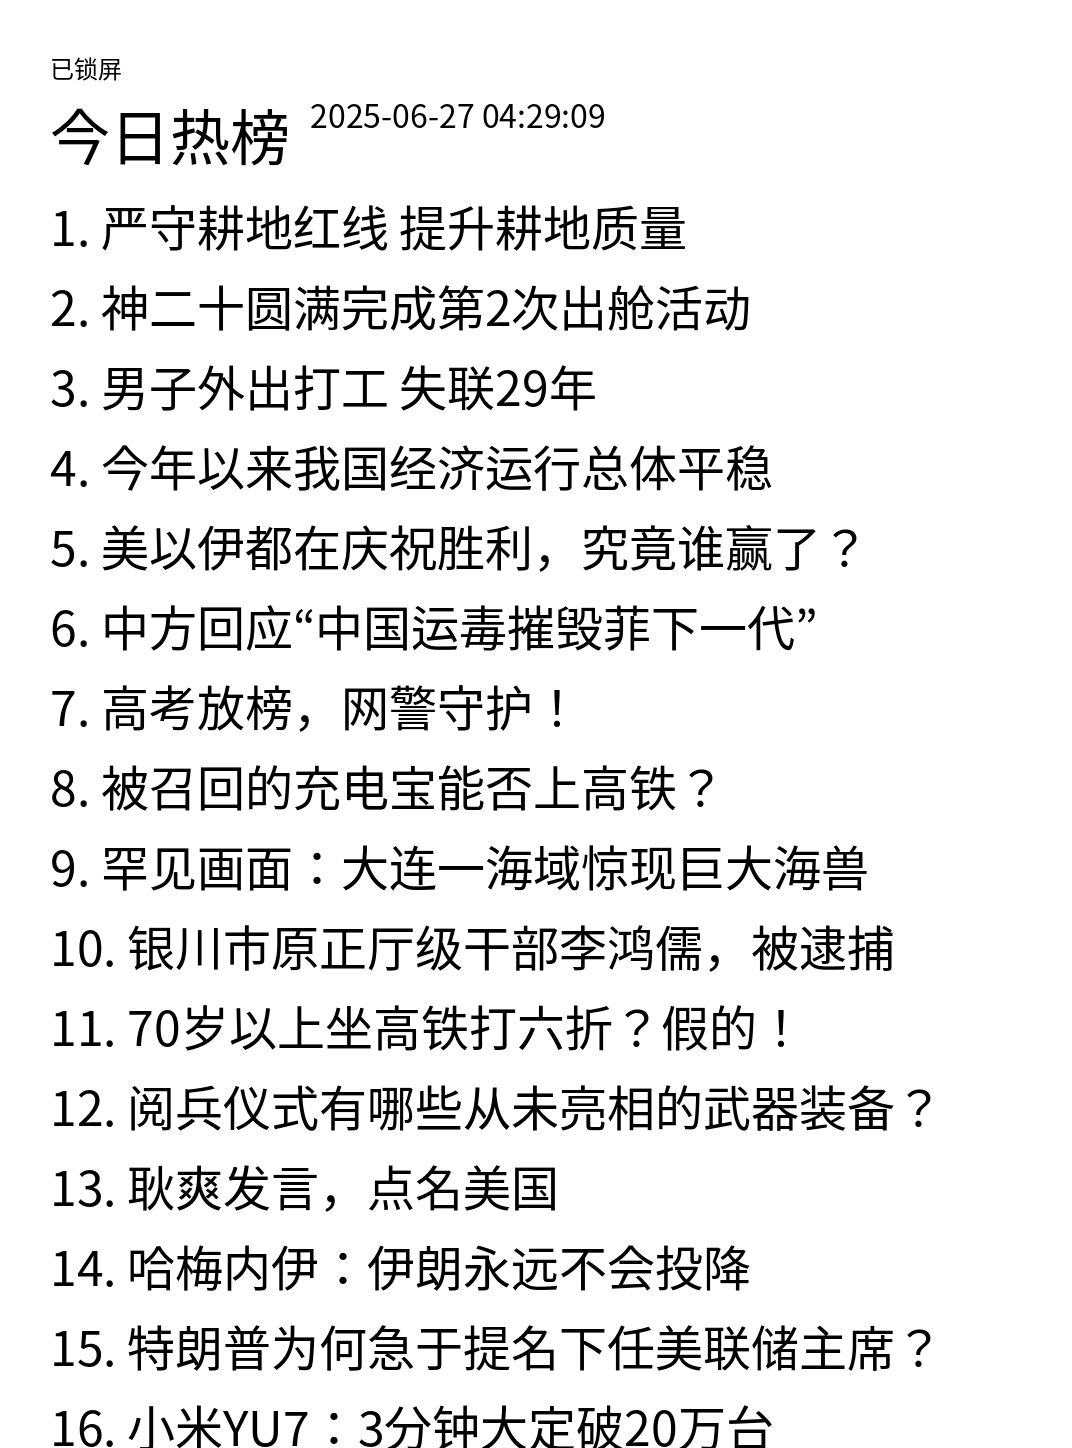 已锁屏
今日热榜 2025-06-27 04:29:09
1. 严守耕地红线 提升耕地质量
2. 神二十圆满完成第2次出舱活动
3. 男子外出打工 失联29年
4. 今年以来我国经济运行总体平稳
5. 美以伊都在庆祝胜利，究竟谁赢了？
6. 中方回应“中国运毒摧毁菲下一代”
7. 高考放榜，网警守护！
8. 被召回的充电宝能否上高铁？
9. 罕见画面：大连一海域惊现巨大海兽
10. 银川市原正厅级干部李鸿儒，被逮捕
11. 70岁以上坐高铁打六折？假的！
12. 阅兵仪式有哪些从未亮相的武器装备？
13. 耿爽发言，点名美国
14. 哈梅内伊：伊朗永远不会投降
15. 特朗普为何急于提名下任美联储主席？
16. 小米YU7：3分钟大定破20万台